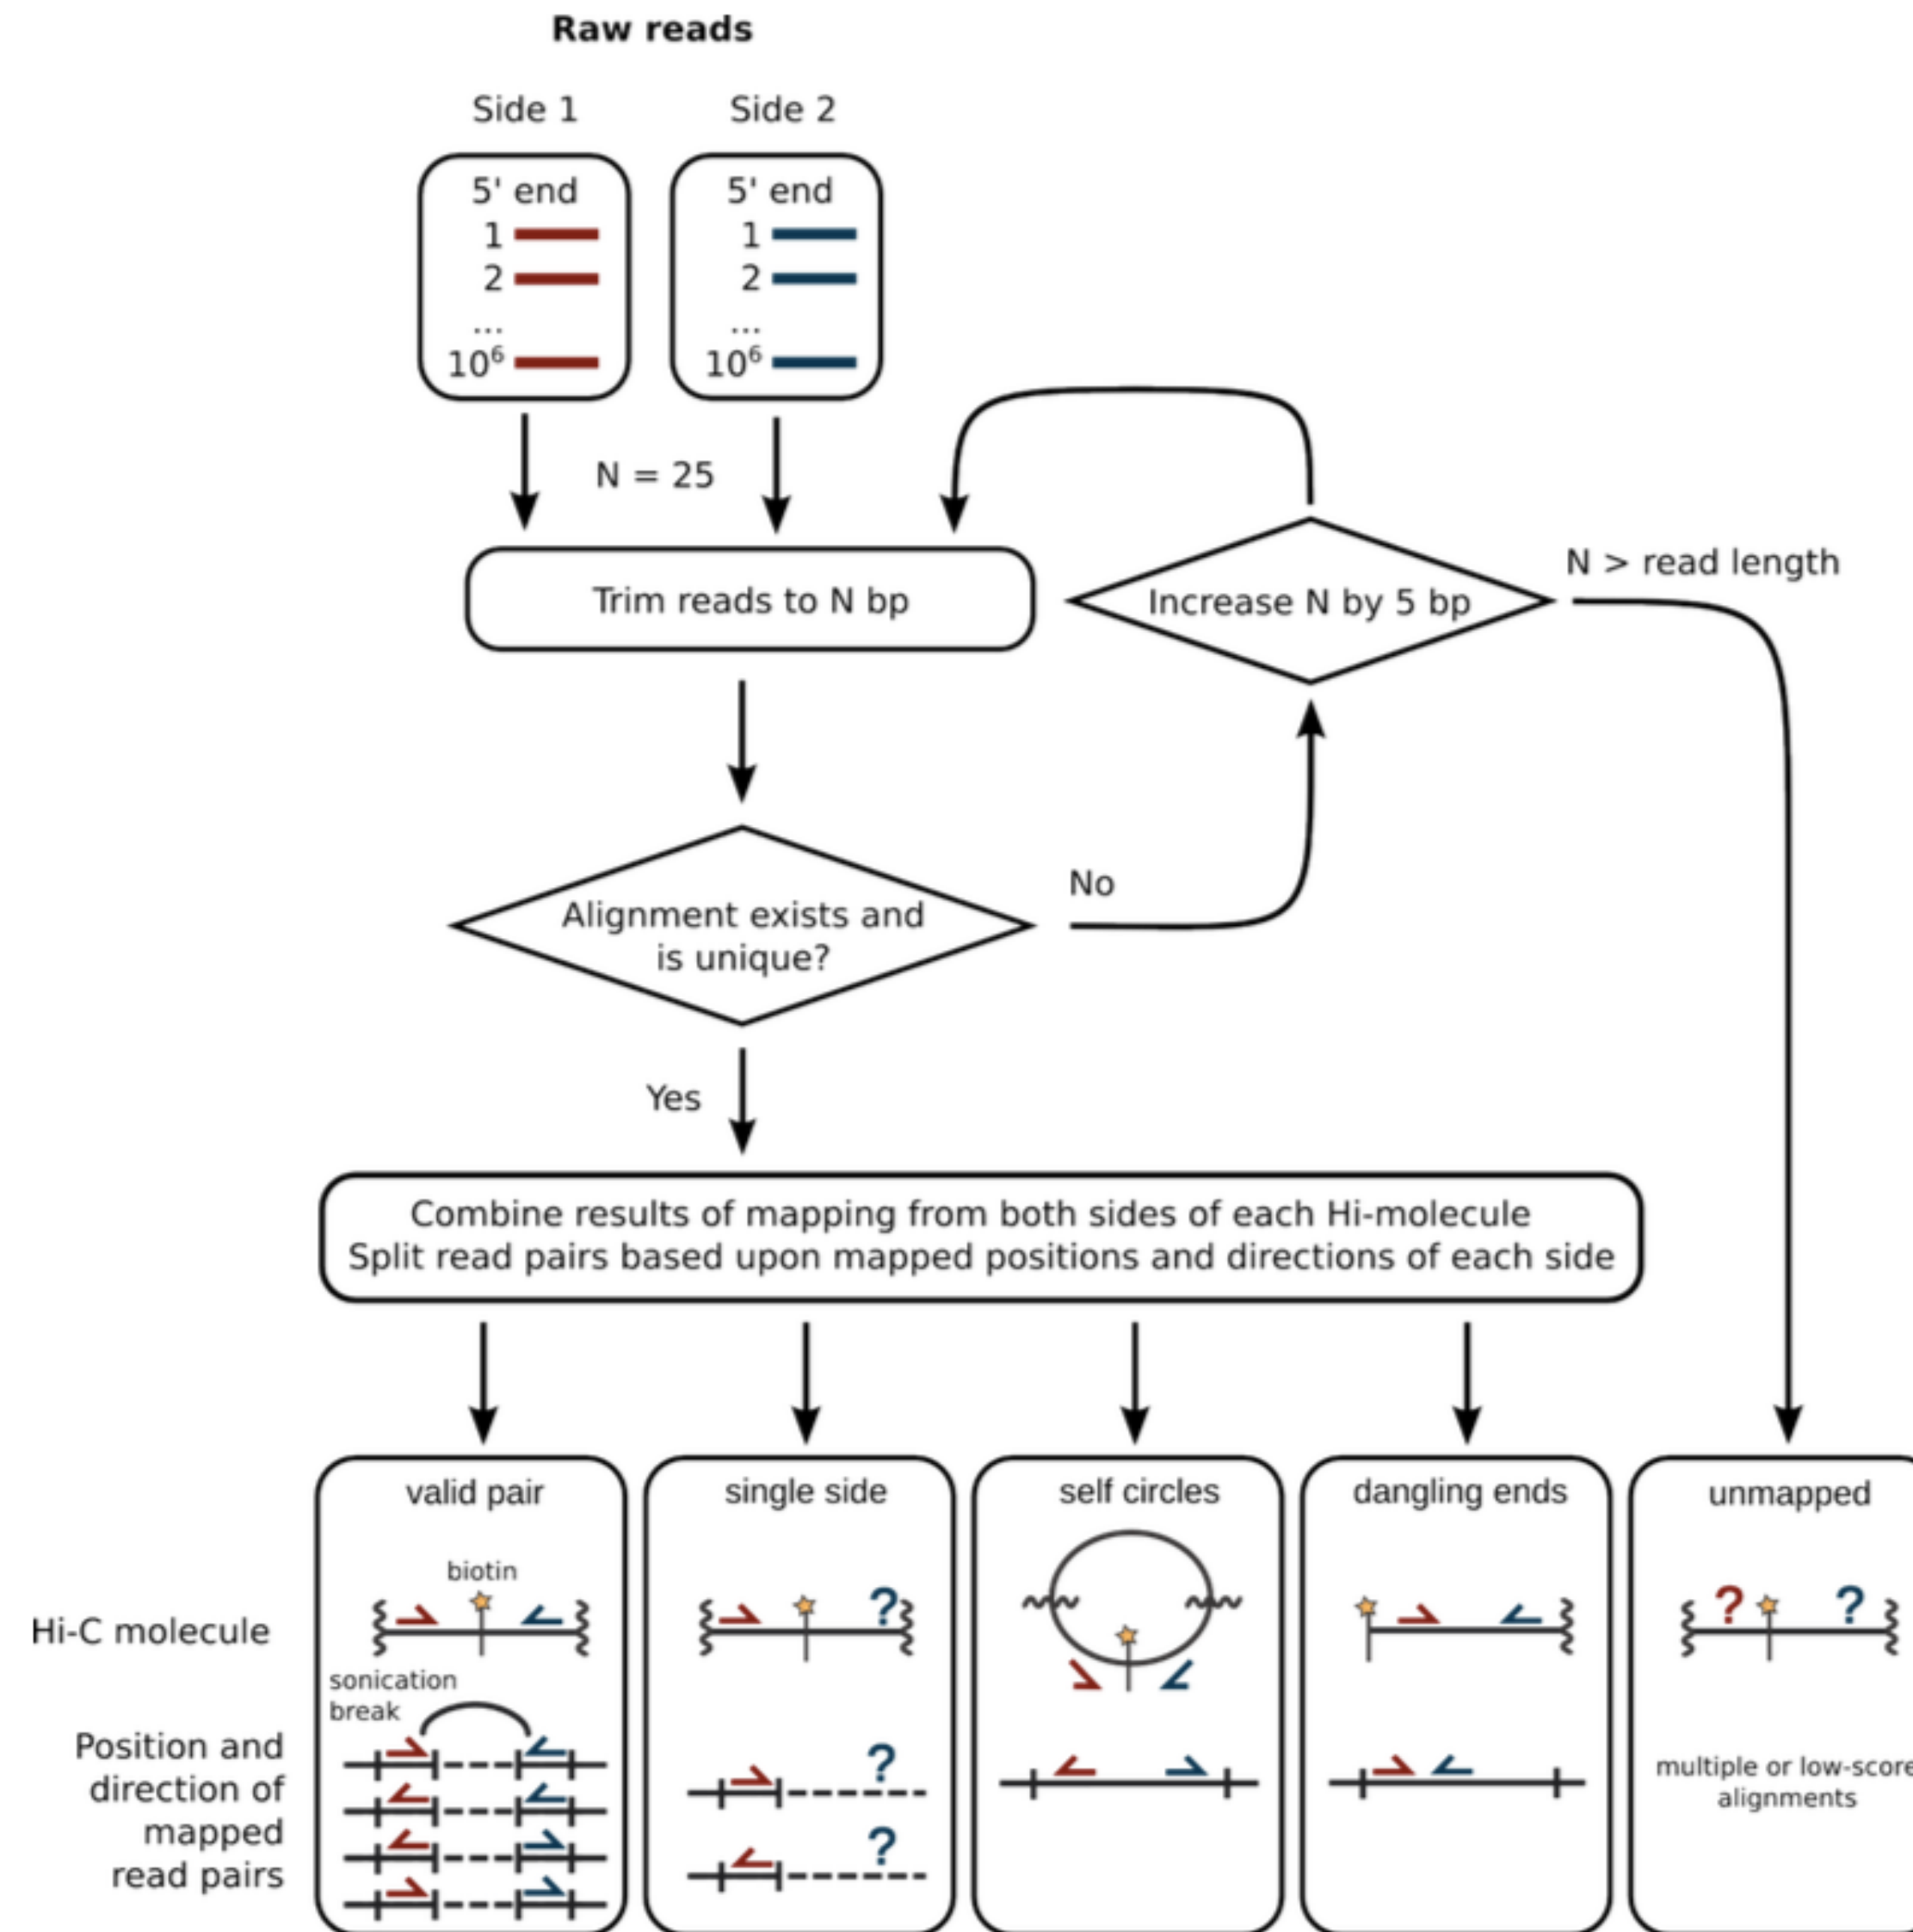 Raw reads
Side 1
Side 2
5' end
1
2
...
10⁶
5' end
1
2
...
10⁶
N = 25
Trim reads to N bp
Increase N by 5 bp
N > read length
Alignment exists and
is unique?
No
Yes
Combine results of mapping from both sides of each Hi-molecule
Split read pairs based upon mapped positions and directions of each side
valid pair
single side
self circles
dangling ends
unmapped
biotin
?
?
?
Hi-C molecule
sonication
break
Position and
direction of
mapped
read pairs
?
?
multiple or low-score
alignments